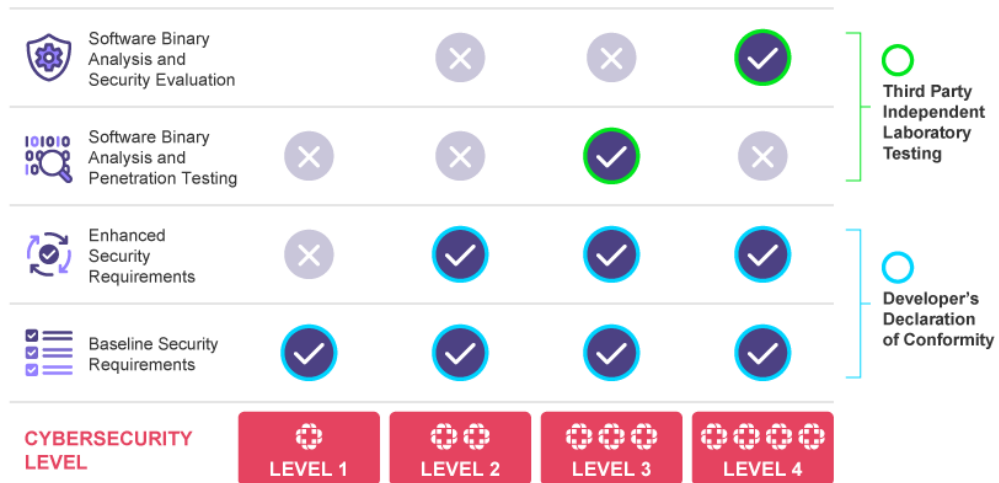 Software Binary
Analysis and
Security Evaluation
Third Party
Independent
Laboratory
Testing
101010
Software Binary
Analysis and
Penetration Testing
Enhanced
Security
Requirements
Developer's
Declaration
of Conformity
Baseline Security
Requirements
CYBERSECURITY
LEVEL
LEVEL 1
LEVEL 2
LEVEL 3
LEVEL 4